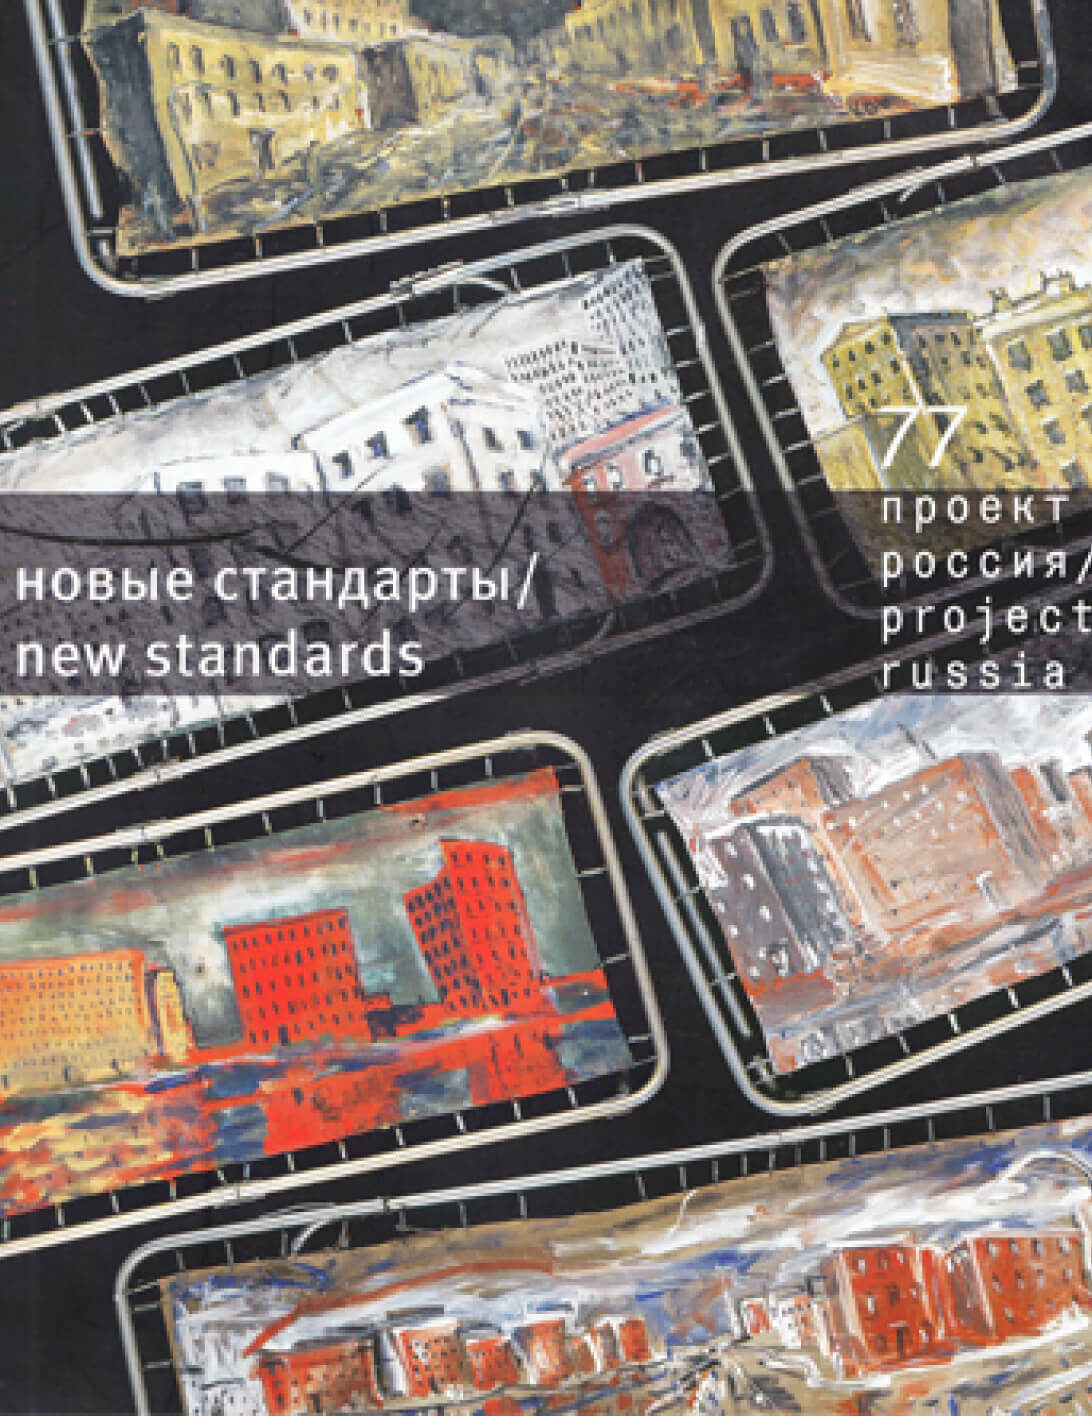 77
проект
россия/
project
russia
новые стандарты/
new standards